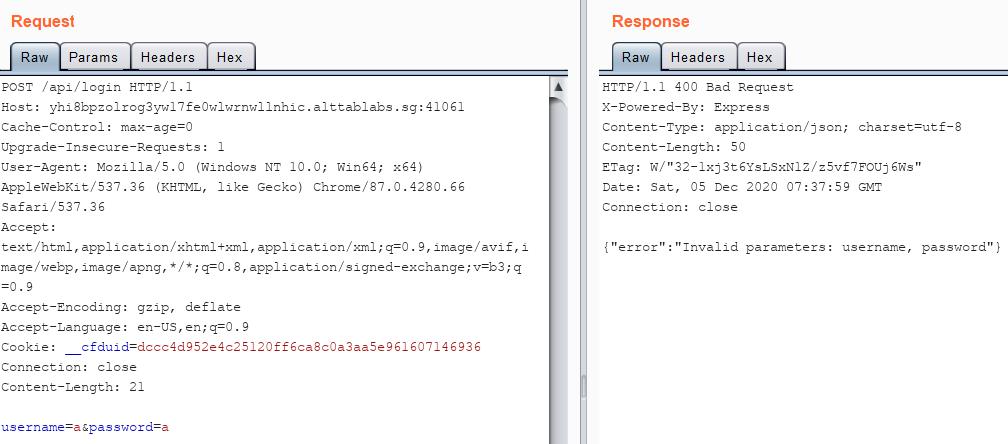 Request
Raw Params Headers Hex
POST /api/login HTTP/1.1
Host: yhi8bpzolrog3yw17fe0wlwrnwllnhic.alttablabs.sg:41061
Cache-Control: max-age=0
Upgrade-Insecure-Requests: 1
User-Agent: Mozilla/5.0 (Windows NT 10.0; Win64; x64)
AppleWebKit/537.36 (KHTML, like Gecko) Chrome/87.0.4280.66
Safari/537.36
Accept:
text/html,application/xhtml+xml,application/xml;q=0.9,image/avif,i
mage/webp,image/apng,*/*;q=0.8,application/signed-exchange;v=b3;q
=0.9
Accept-Encoding: gzip, deflate
Accept-Language: en-US,en;q=0.9
Cookie: __cfduid=dccc4d952e4c25120ff6ca8c0a3aa5e961607146936
Connection: close
Content-Length: 21
username=a&password=a
Response
Raw Headers Hex
HTTP/1.1 400 Bad Request
X-Powered-By: Express
Content-Type: application/json; charset=utf-8
Content-Length: 50
ETag: W/"32-lxj3t6YsLSxNlZ/z5vf7FOUj6Ws"
Date: Sat, 05 Dec 2020 07:37:59 GMT
Connection: close
{"error":"Invalid parameters: username, password"}